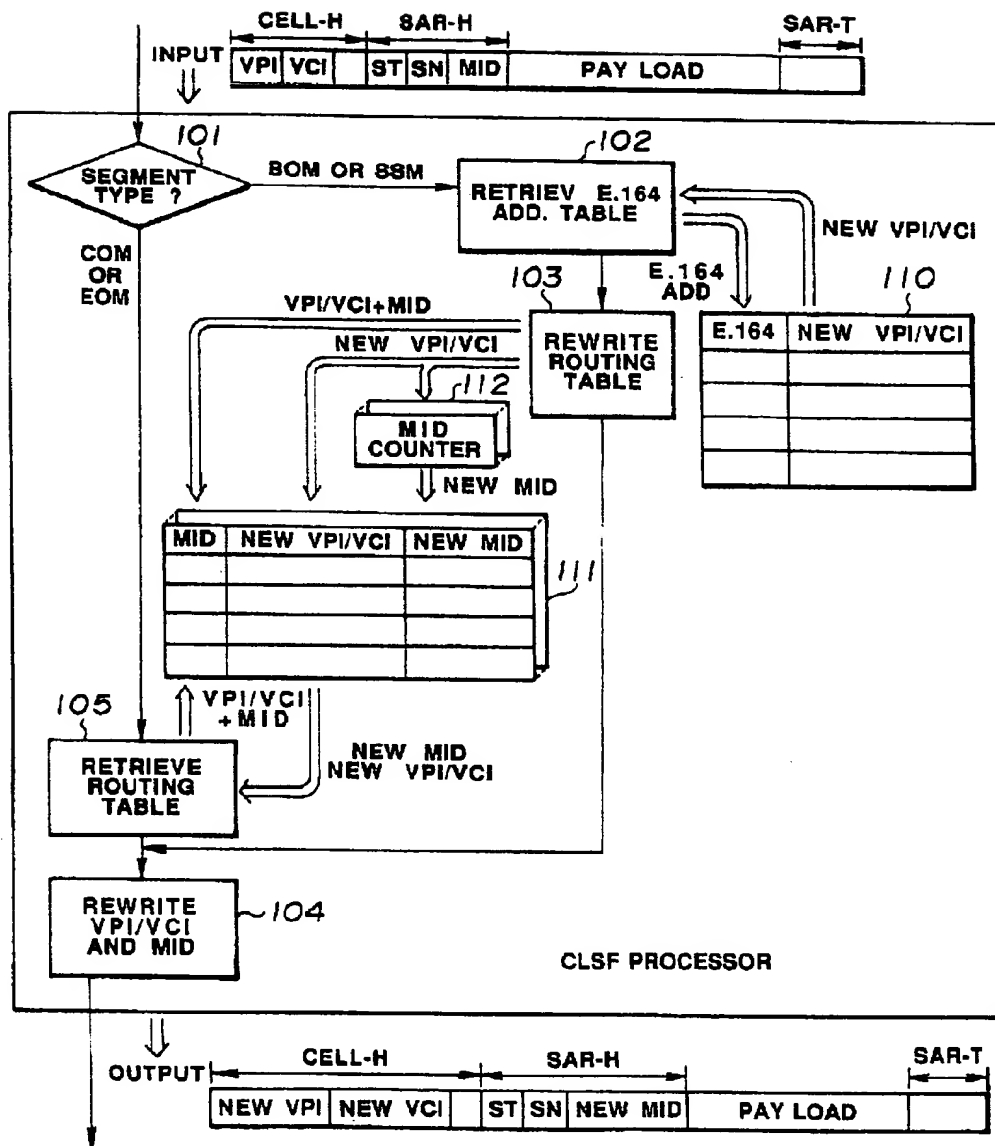 CELL-H SAR-H SAR-T
INPUT VPI VCI ST SN MID PAY LOAD
101
SEGMENT
TYPE ?
BOM OR SSM
102
RETRIEV E.164
ADD. TABLE
NEW VPI/VCI
COM
OR
EOM
E.164
ADD
110
E.164 NEW VPI/VCI
103
REWRITE
ROUTING
TABLE
VPI/VCI+MID
NEW VPI/VCI
112
MID
COUNTER
NEW MID
MID NEW VPI/VCI NEW MID
111
VPI/VCI
+MID
105
RETRIEVE
ROUTING
TABLE
NEW MID
NEW VPI/VCI
REWRITE
VPI/VCI
AND MID
104
CLSF PROCESSOR
OUTPUT
CELL-H SAR-H SAR-T
NEW VPI NEW VCI ST SN NEW MID PAY LOAD